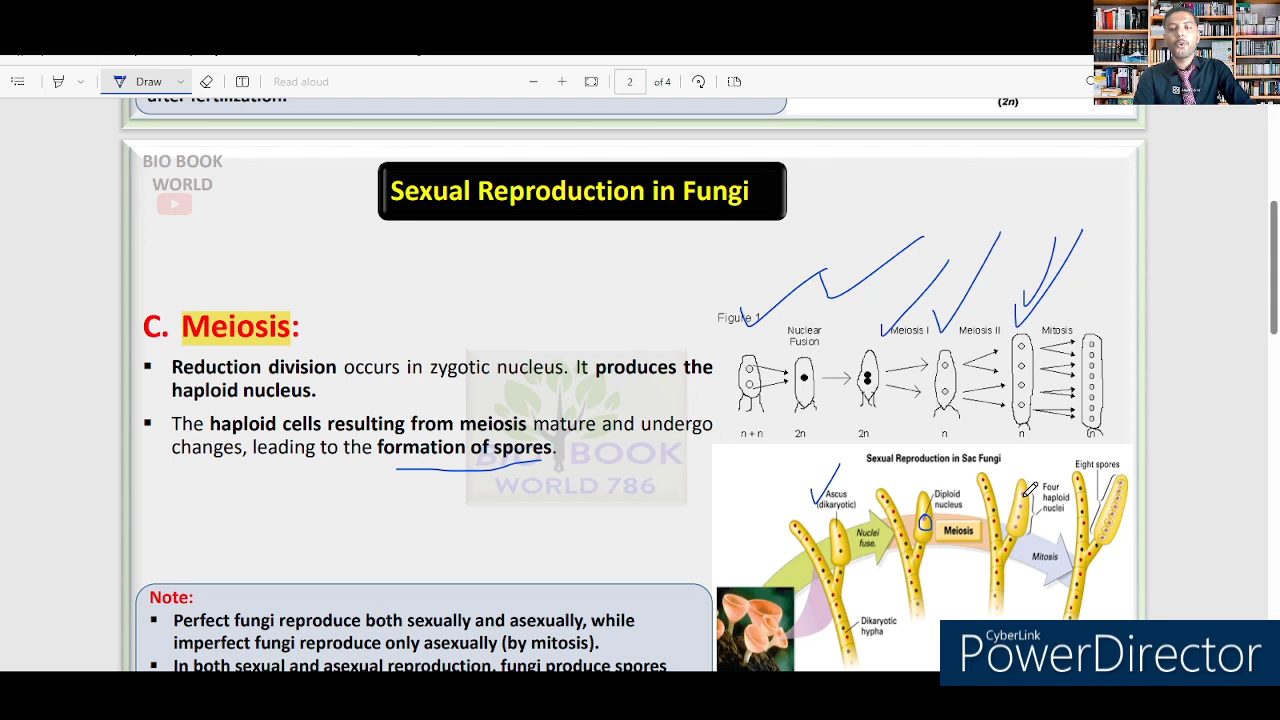 Draw
Read aloud
2 of 4
after fertilization.
(2n)
BIO BOOK
WORLD
Sexual Reproduction in Fungi
C. Meiosis:
▪ Reduction division occurs in zygotic nucleus. It produces the
haploid nucleus.
▪ The haploid cells resulting from meiosis mature and undergo
changes, leading to the formation of spores.
BIO BOOK
WORLD 786
Figure 1
Nuclear
Fusion
Meiosis I
Meiosis II
Mitosis
n + n
2n
2n
n
n
n
Sexual Reproduction in Sac Fungi
Ascus
(dikaryotic)
Nuclei
fuse.
Diploid
nucleus
Meiosis
Four
haploid
nuclei
Mitosis
Eight spores
Dikaryotic
hypha
Note:
▪ Perfect fungi reproduce both sexually and asexually, while
imperfect fungi reproduce only asexually (by mitosis).
▪ In both sexual and asexual reproduction, fungi produce spores
CyberLink
PowerDirector